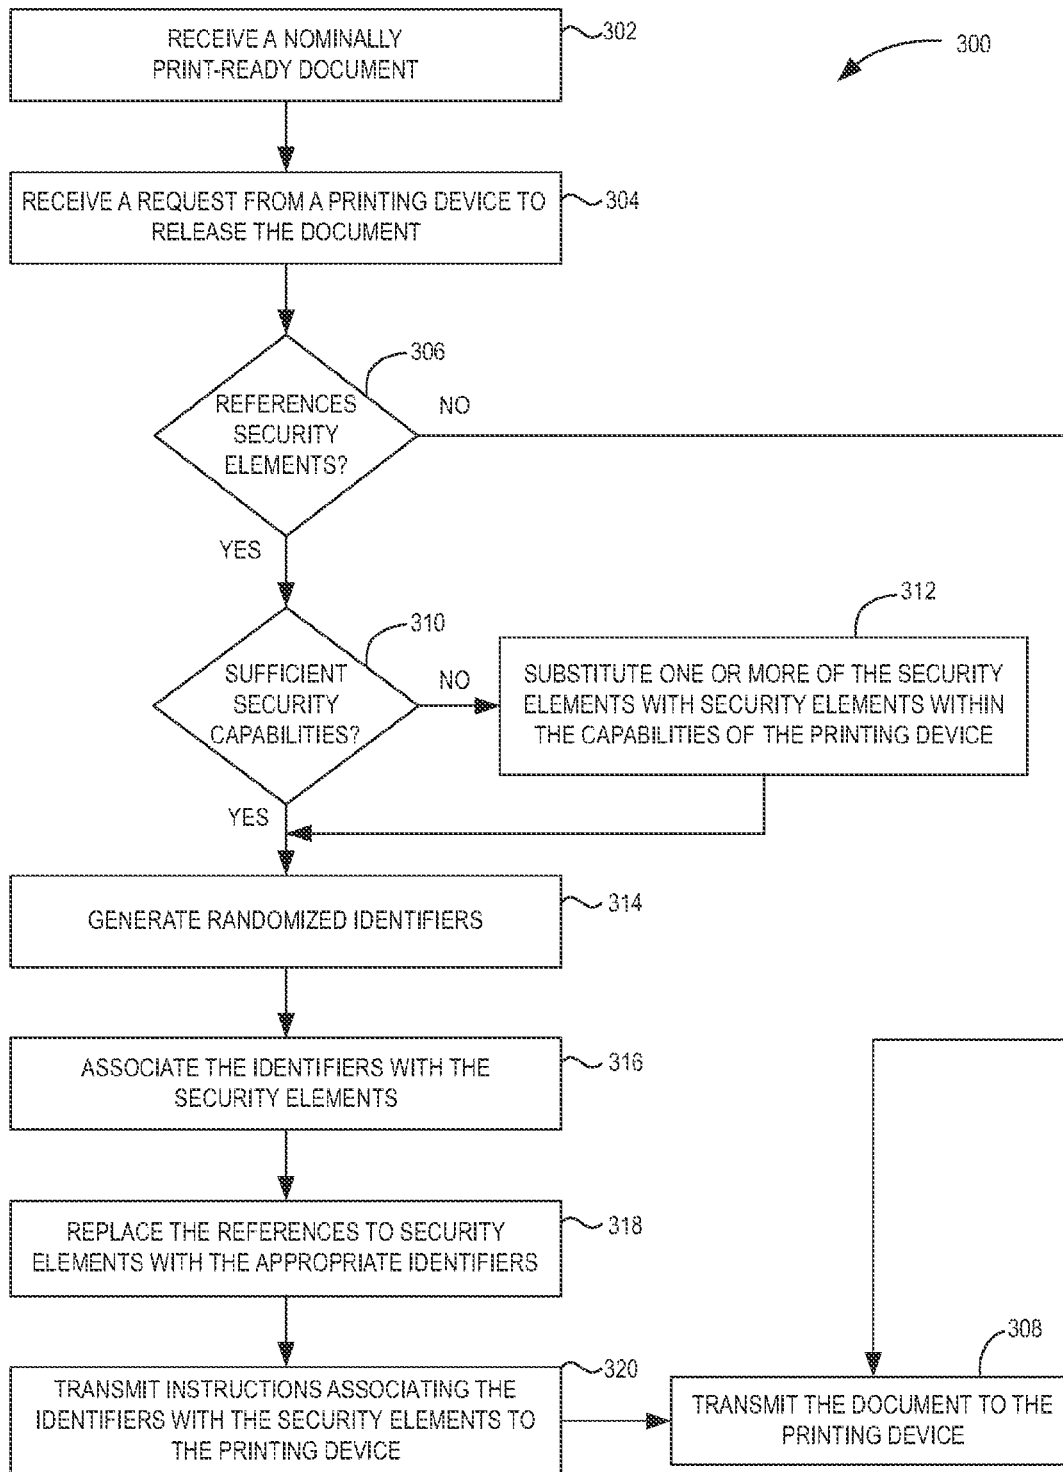 RECEIVE A NOMINALLY
PRINT-READY DOCUMENT
302
300
RECEIVE A REQUEST FROM A PRINTING DEVICE TO
RELEASE THE DOCUMENT
304
306
REFERENCES
SECURITY
ELEMENTS?
NO
YES
310
SUFFICIENT
SECURITY
CAPABILITIES?
NO
312
SUBSTITUTE ONE OR MORE OF THE SECURITY
ELEMENTS WITH SECURITY ELEMENTS WITHIN
THE CAPABILITIES OF THE PRINTING DEVICE
YES
GENERATE RANDOMIZED IDENTIFIERS
314
ASSOCIATE THE IDENTIFIERS WITH THE
SECURITY ELEMENTS
316
REPLACE THE REFERENCES TO SECURITY
ELEMENTS WITH THE APPROPRIATE IDENTIFIERS
318
TRANSMIT INSTRUCTIONS ASSOCIATING THE
IDENTIFIERS WITH THE SECURITY ELEMENTS TO
THE PRINTING DEVICE
320
308
TRANSMIT THE DOCUMENT TO THE
PRINTING DEVICE